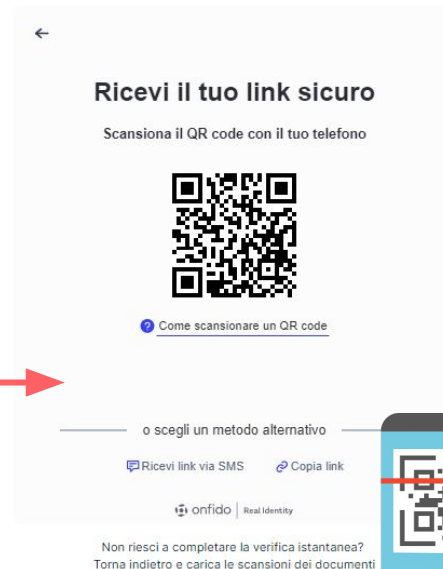 Ricevi il tuo link sicuro
Scansiona il QR code con il tuo telefono
? Come scansionare un QR code
o scegli un metodo alternativo
Ricevi link via SMS Copia link
onfido | Real Identity
Non riesci a completare la verifica istantanea?
Torna indietro e carica le scansioni dei documenti